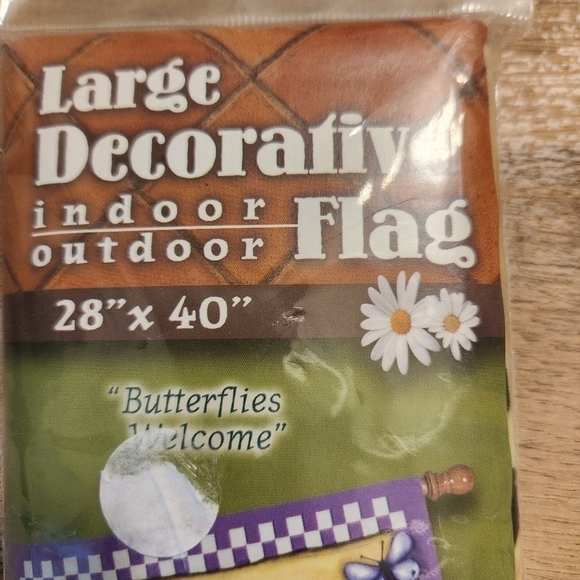 Large
Decorative
indoor
outdoor
Flag
28” x 40”
“Butterflies
Welcome”